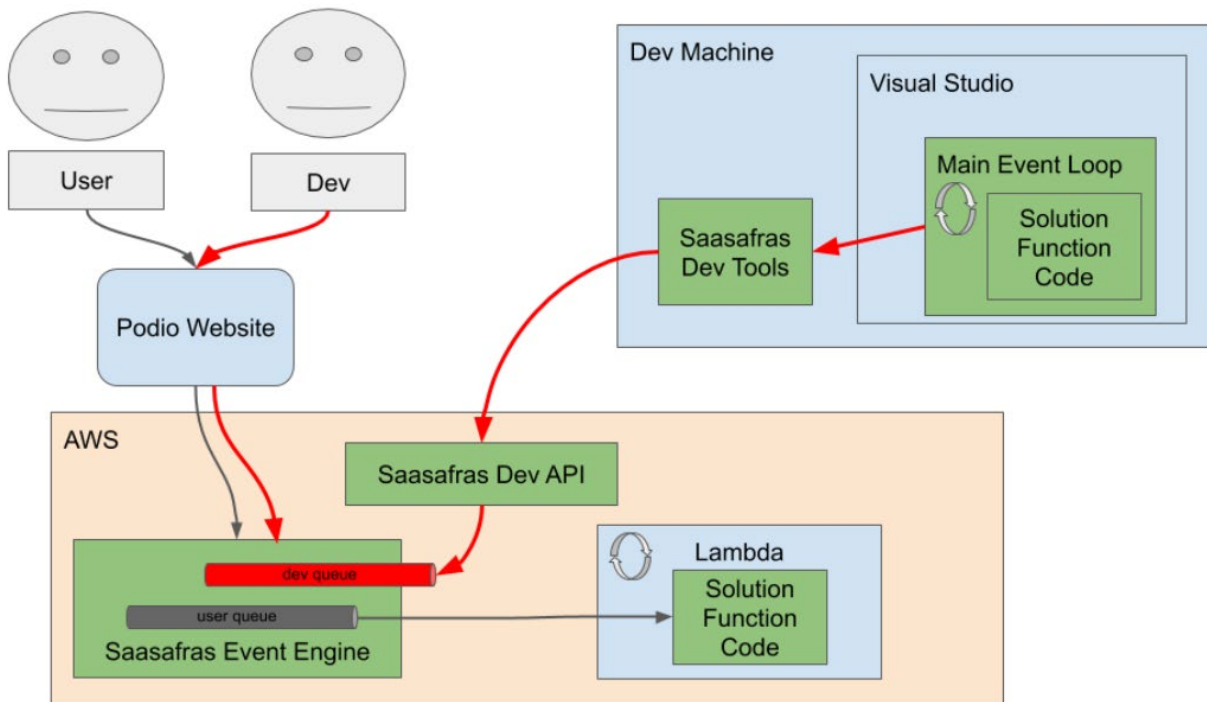 User
Dev
Podio Website
Dev Machine
Visual Studio
Main Event Loop
Solution
Function
Code
Saasafras
Dev Tools
AWS
Saasafras Dev API
dev queue
user queue
Saasafras Event Engine
Lambda
Solution
Function
Code